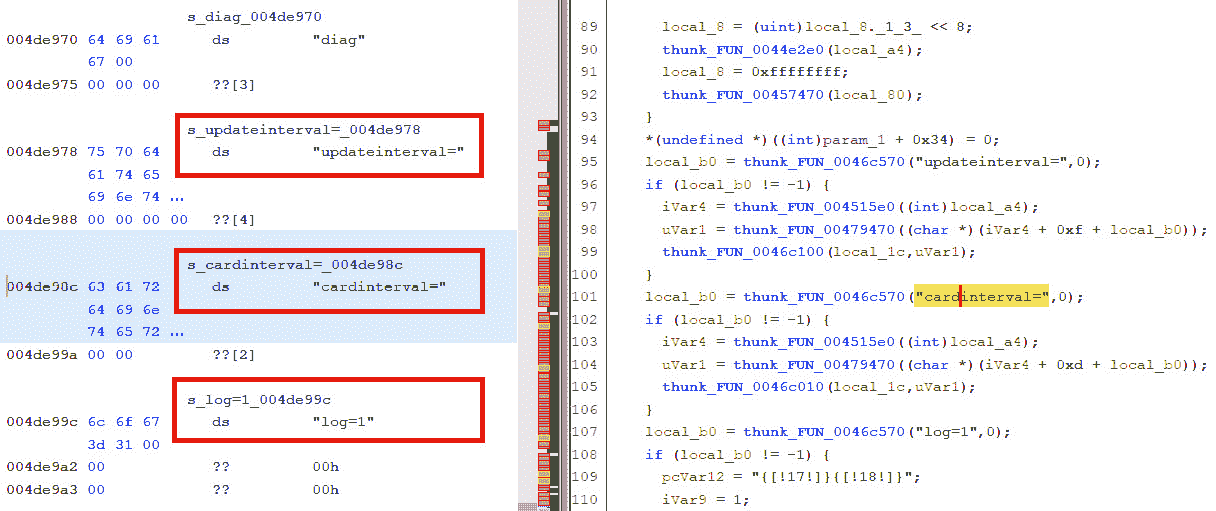 s_diag_004de970
004de970 64 69 61 ds "diag"
67 00
004de975 00 00 00 ??[3]
s_updateinterval=_004de978
004de978 75 70 64 ds "updateinterval="
61 74 65
69 6e 74 ...
004de988 00 00 00 00 ??[4]
s_cardinterval=_004de98c
004de98c 63 61 72 ds "cardinterval="
64 69 6e
74 65 72 ...
004de99a 00 00 ??[2]
s_log=1_004de99c
004de99c 6c 6f 67 ds "log=1"
3d 31 00
004de9a2 00 ?? 00h
004de9a3 00 ?? 00h
89 local_8 = (uint)local_8._1_3_ << 8;
90 thunk_FUN_0044e2e0(local_a4);
91 local_8 = 0xffffffff;
92 thunk_FUN_00457470(local_80);
93 }
94 *(undefined *)((int)param_1 + 0x34) = 0;
95 local_b0 = thunk_FUN_0046c570("updateinterval=",0);
96 if (local_b0 != -1) {
97 iVar4 = thunk_FUN_004515e0((int)local_a4);
98 uVar1 = thunk_FUN_00479470((char *)(iVar4 + 0xf + local_b0));
99 thunk_FUN_0046c100(local_1c,uVar1);
100 }
101 local_b0 = thunk_FUN_0046c570("cardinterval=",0);
102 if (local_b0 != -1) {
103 iVar4 = thunk_FUN_004515e0((int)local_a4);
104 uVar1 = thunk_FUN_00479470((char *)(iVar4 + 0xd + local_b0));
105 thunk_FUN_0046c010(local_1c,uVar1);
106 }
107 local_b0 = thunk_FUN_0046c570("log=1",0);
108 if (local_b0 != -1) {
109 pcVar12 = "{[!17!]}{[!18!]}";
110 iVar9 = 1;